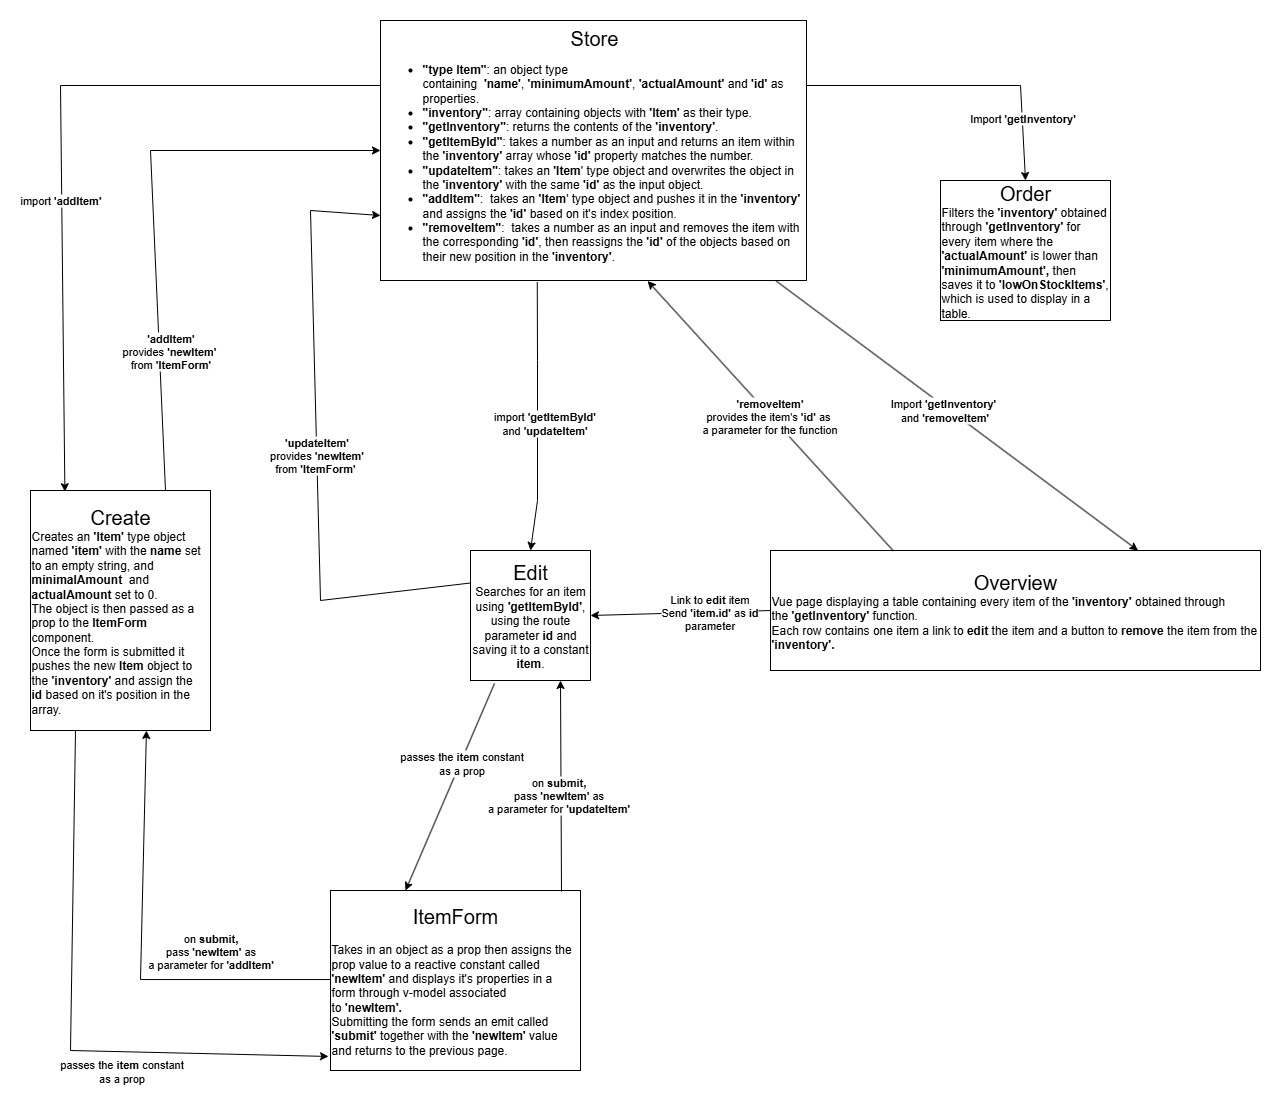 Store
"type Item": an object type
containing 'name', 'minimumAmount', 'actualAmount' and 'id' as
properties.
"inventory": array containing objects with 'Item' as their type.
"getInventory": returns the contents of the 'inventory'.
"getItemById": takes a number as an input and returns an item within
the 'inventory' array whose 'id' property matches the number.
"updateItem": takes an 'Item' type object and overwrites the object in
the 'inventory' with the same 'id' as the input object.
"addItem": takes an 'Item' type object and pushes it in the 'inventory'
and assigns the 'id' based on it's index position.
"removeItem": takes a number as an input and removes the item with
the corresponding 'id', then reassigns the 'id' of the objects based on
their new position in the 'inventory'.
Import 'getInventory'
Order
Filters the 'inventory' obtained
through 'getInventory' for
every item where the
'actualAmount' is lower than
'minimumAmount', then
saves it to 'lowOnStockItems',
which is used to display in a
table.
import 'addItem'
'addItem'
provides 'newItem'
from 'ItemForm'
'updateItem'
provides 'newItem'
from 'ItemForm'
import 'getItemById'
and 'updateItem'
'removeItem'
provides the item's 'id' as
a parameter for the function
Import 'getInventory'
and 'removeItem'
Create
Creates an 'Item' type object
named 'item' with the name set
to an empty string, and
minimalAmount and
actualAmount set to 0.
The object is then passed as a
prop to the ItemForm
component.
Once the form is submitted it
pushes the new Item object to
the 'inventory' and assign the
id based on it's position in the
array.
Edit
Searches for an item
using 'getItemById',
using the route
parameter id and
saving it to a constant
item.
Link to edit item
Send 'item.id' as id
parameter
Overview
Vue page displaying a table containing every item of the 'inventory' obtained through
the 'getInventory' function.
Each row contains one item a link to edit the item and a button to remove the item from the
'inventory'.
passes the item constant
as a prop
on submit,
pass 'newItem' as
a parameter for 'updateItem'
on submit,
pass 'newItem' as
a parameter for 'addItem'
ItemForm
Takes in an object as a prop then assigns the
prop value to a reactive constant called
'newItem' and displays it's properties in a
form through v-model associated
to 'newItem'.
Submitting the form sends an emit called
'submit' together with the 'newItem' value
and returns to the previous page.
passes the item constant
as a prop